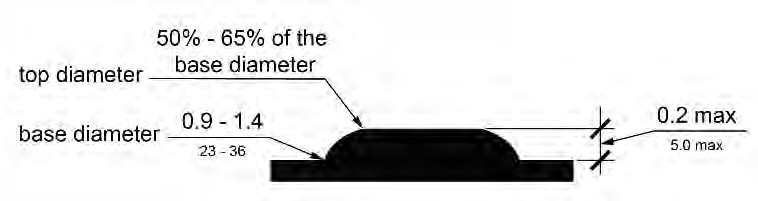 50% - 65% of the
base diameter
top diameter
0.9 - 1.4
base diameter
23 - 36
0.2 max
5.0 max